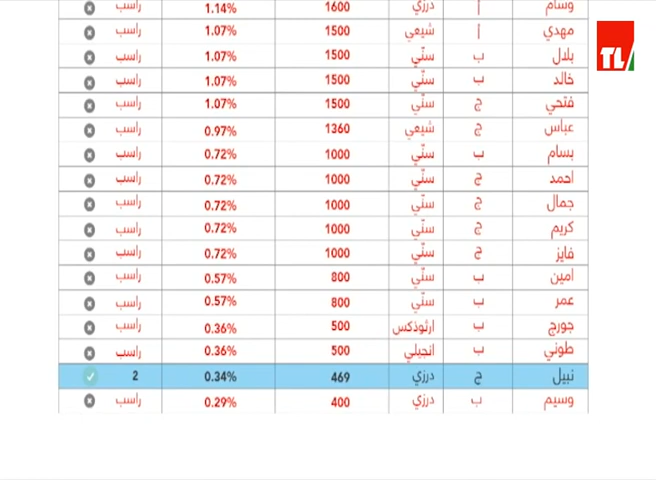 وسام أ درزي 1600 1.14% راسب
مهدي أ شيعي 1500 1.07% راسب
بلال ب سنّي 1500 1.07% راسب
خالد ب سنّي 1500 1.07% راسب
فتحي ج سنّي 1500 1.07% راسب
عباس ج شيعي 1360 0.97% راسب
بسام ب سنّي 1000 0.72% راسب
احمد ج سنّي 1000 0.72% راسب
جمال ج سنّي 1000 0.72% راسب
كريم ج سنّي 1000 0.72% راسب
فايز ج سنّي 1000 0.72% راسب
امين ب سنّي 800 0.57% راسب
عمر ب سنّي 800 0.57% راسب
جورج ب ارثوذكس 500 0.36% راسب
طوني ب انجيلي 500 0.36% راسب
نبيل ج درزي 469 0.34% 2
وسيم ب درزي 400 0.29% راسب
TL